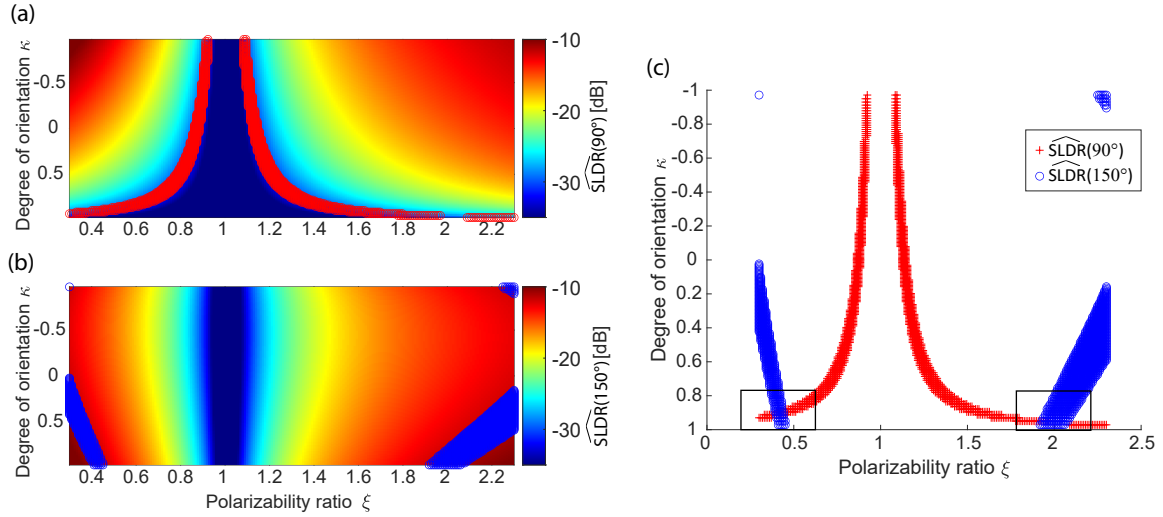 (a)
Degree of orientation κ
-0.5
0
0.5
0.4 0.6 0.8 1 1.2 1.4 1.6 1.8 2 2.2
-10
-20
-30
SLDR(90°) [dB]
(b)
Degree of orientation κ
-0.5
0
0.5
0.4 0.6 0.8 1 1.2 1.4 1.6 1.8 2 2.2
Polarizability ratio ξ
-10
-20
-30
SLDR(150°)[dB]
(c)
Degree of orientation κ
-1
-0.8
-0.6
-0.4
-0.2
0
0.2
0.4
0.6
0.8
1
0 0.5 1 1.5 2 2.5
Polarizability ratio ξ
SLDR(90°)
SLDR(150°)